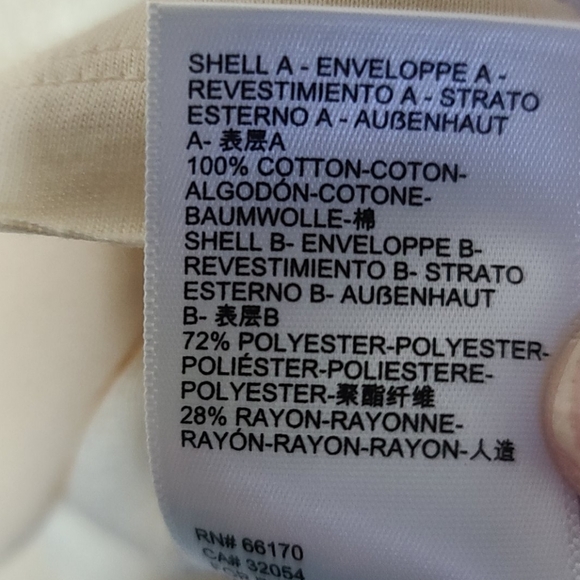 SHELL A - ENVELOPPE A -
REVESTIMIENTO A - STRATO
ESTERNO A - AUßENHAUT
A- 表层A
100% COTTON-COTON-
ALGODÓN-COTONE-
BAUMWOLLE-棉
SHELL B- ENVELOPPE B-
REVESTIMIENTO B- STRATO
ESTERNO B- AUßENHAUT
B- 表层B
72% POLYESTER-POLYESTER-
POLIÉSTER-POLIESTERE-
POLYESTER-聚酯纤维
28% RAYON-RAYONNE-
RAYÓN-RAYON-RAYON-人造
RN# 66170
CA# 32054
FOR